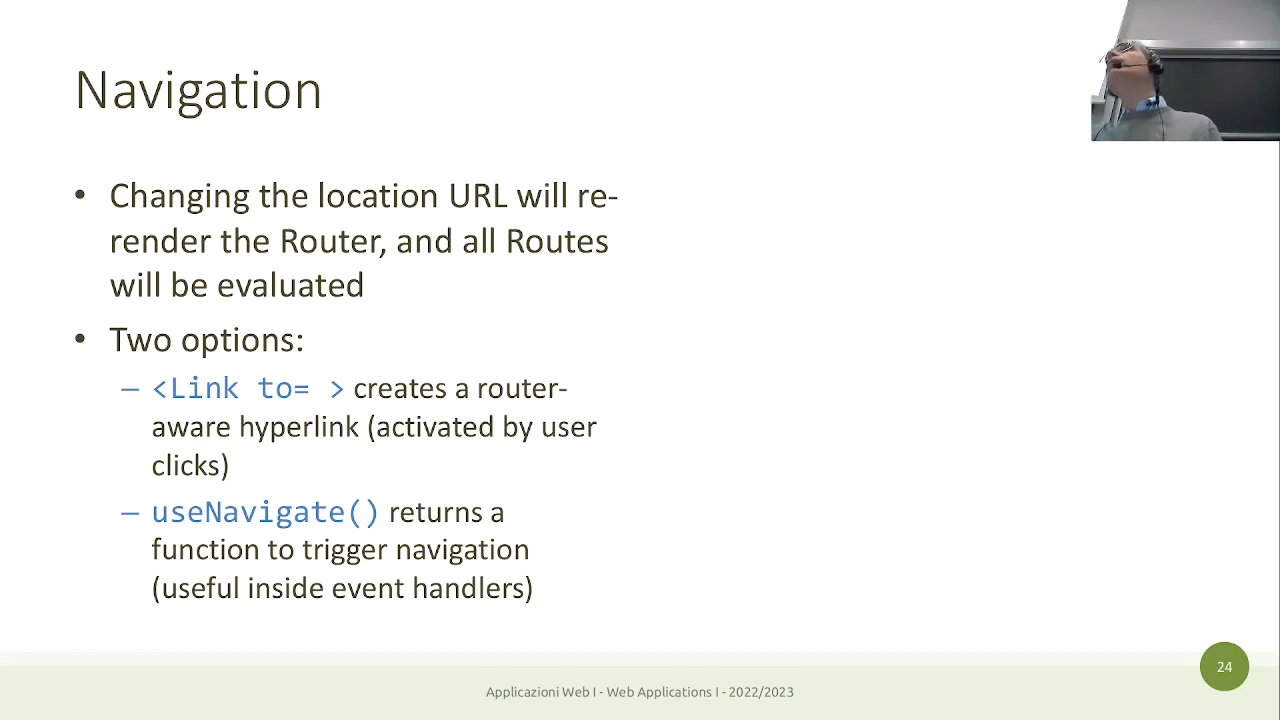 Navigation
• Changing the location URL will re-
render the Router, and all Routes
will be evaluated
• Two options:
– <Link to= > creates a router-
aware hyperlink (activated by user
clicks)
– useNavigate() returns a
function to trigger navigation
(useful inside event handlers)
24
Applicazioni Web I - Web Applications I - 2022/2023